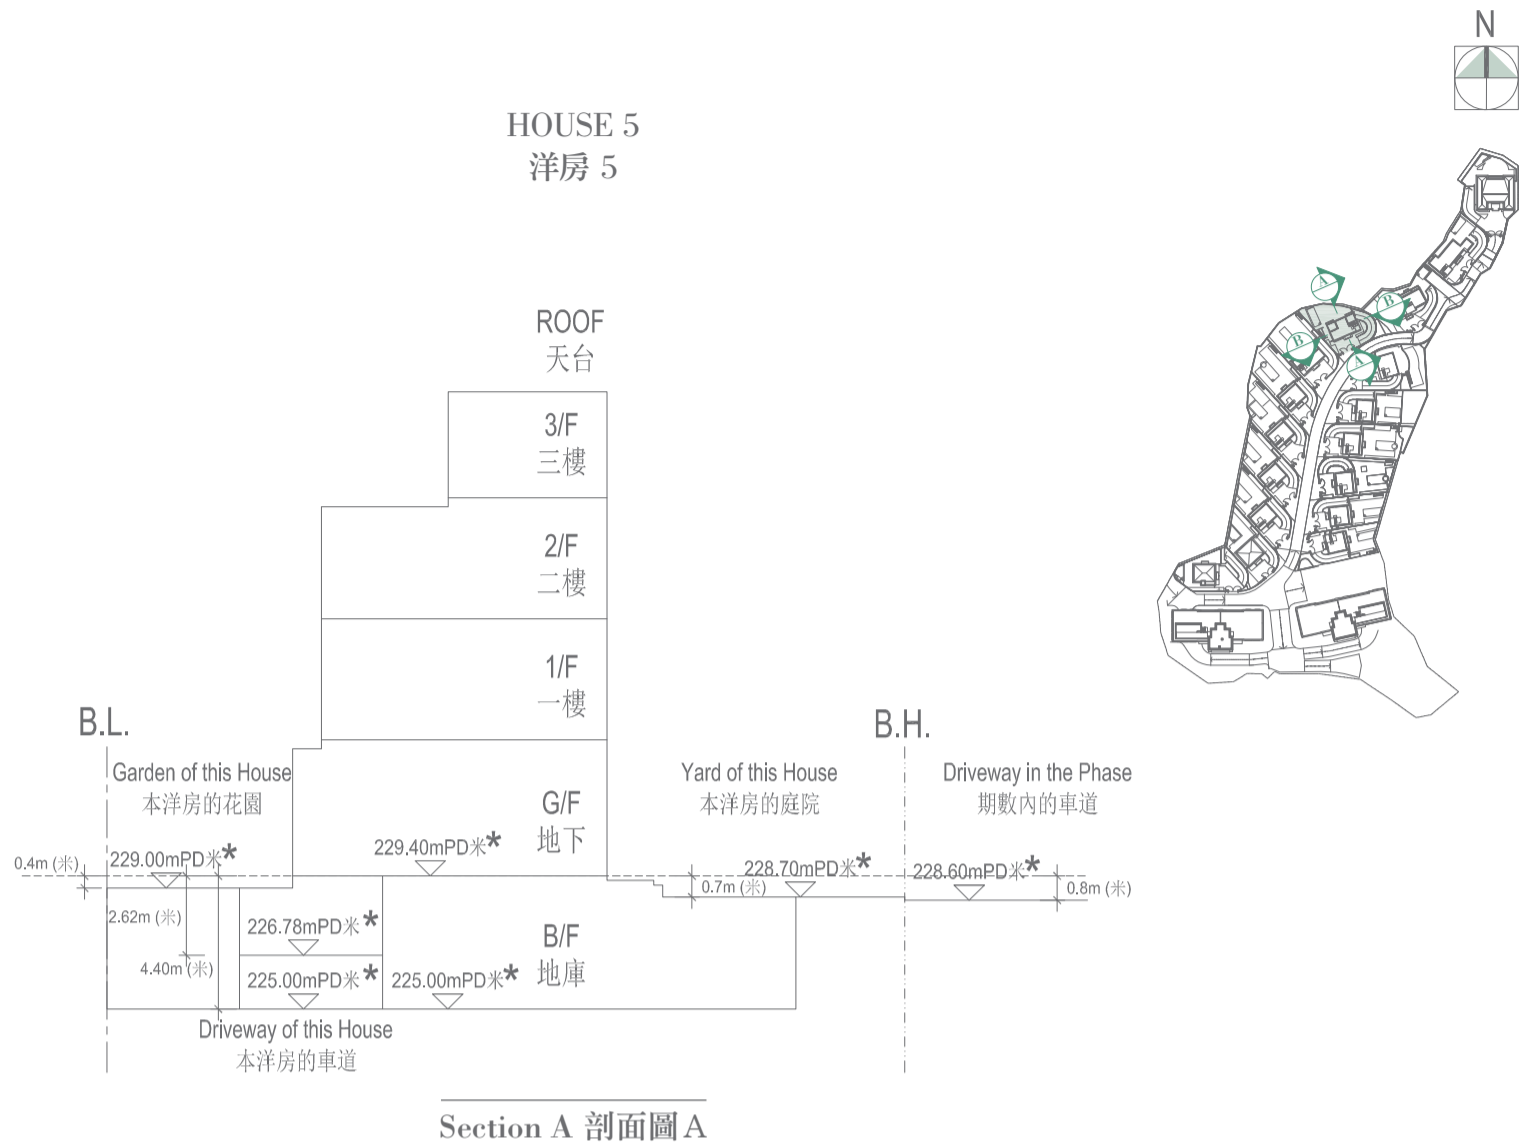 N
HOUSE 5
洋房 5
A
B
B
A
ROOF
天台
3/F
三樓
2/F
二樓
1/F
一樓
B.L.
B.H.
Garden of this House
本洋房的花園
Yard of this House
本洋房的庭院
Driveway in the Phase
期數內的車道
G/F
地下
229.40mPD米*
0.4m (米)
229.00mPD米*
228.70mPD米*
228.60mPD米*
0.7m (米)
0.8m (米)
2.62m (米)
226.78mPD米*
B/F
地庫
4.40m (米)
225.00mPD米*
225.00mPD米*
Driveway of this House
本洋房的車道
Section A 剖面圖A